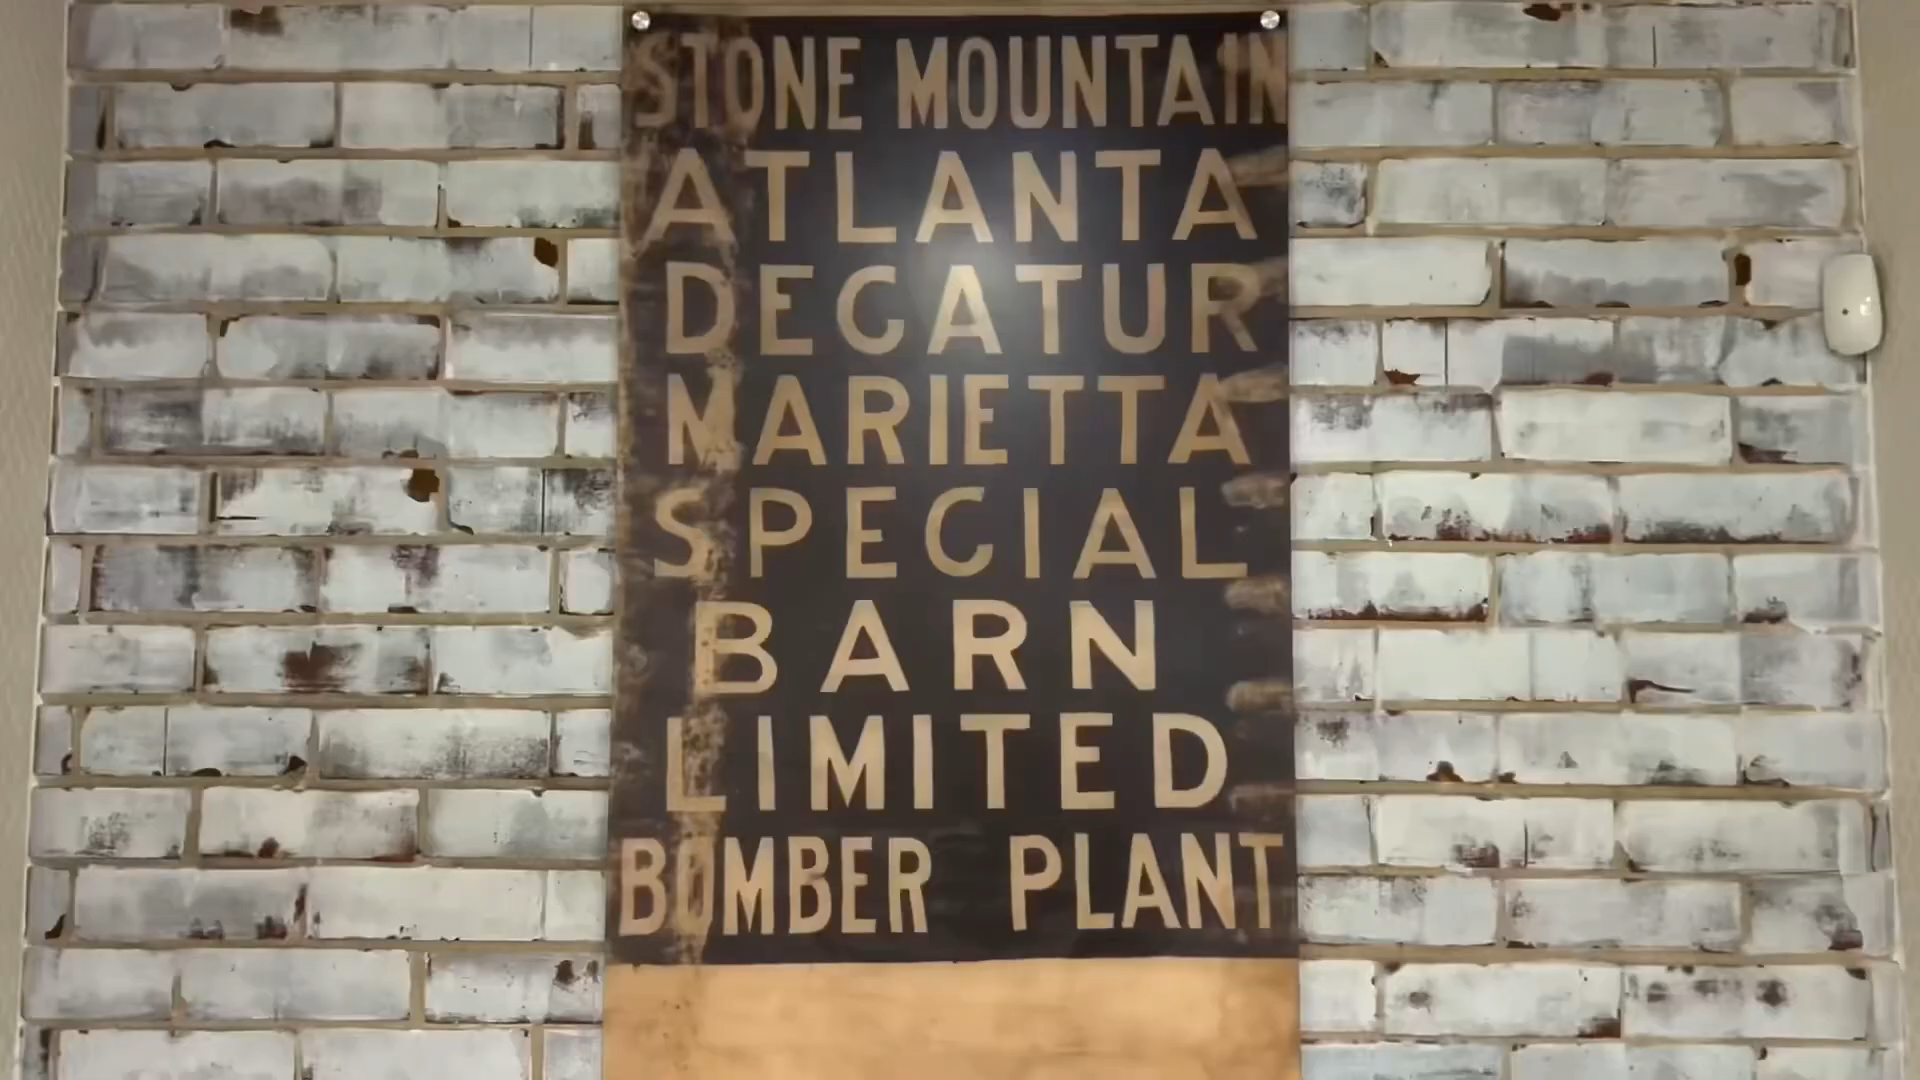 STONE MOUNTAIN
ATLANTA
DECATUR
MARIETTA
SPECIAL
BARN
LIMITED
BOMBER PLANT